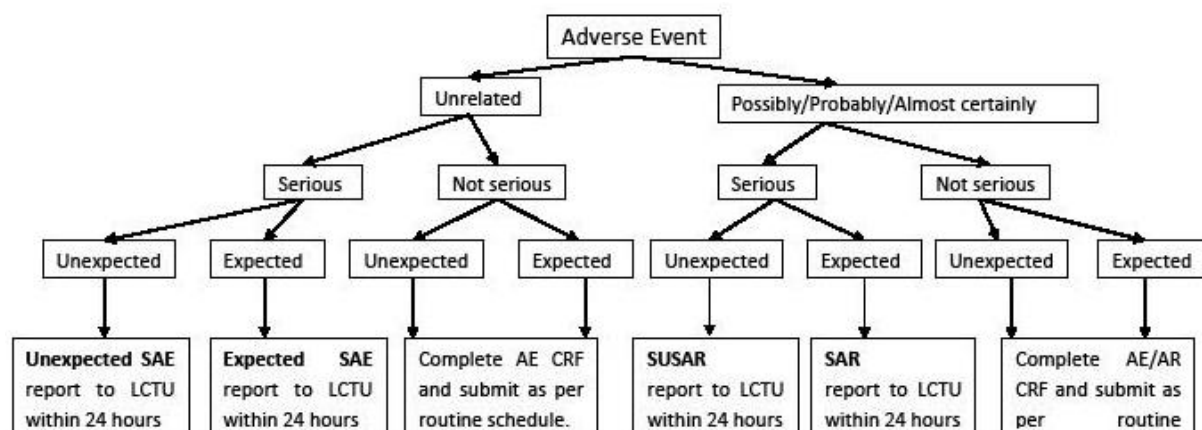 Adverse Event
Unrelated
Possibly/Probably/Almost certainly
Serious
Not serious
Serious
Not serious
Unexpected
Expected
Unexpected
Expected
Unexpected
Expected
Unexpected
Expected
Unexpected SAE
report to LCTU
within 24 hours
Expected SAE
report to LCTU
within 24 hours
Complete AE CRF
and submit as per
routine schedule.
SUSAR
report to LCTU
within 24 hours
SAR
report to LCTU
within 24 hours
Complete AE/AR
CRF and submit as
per routine